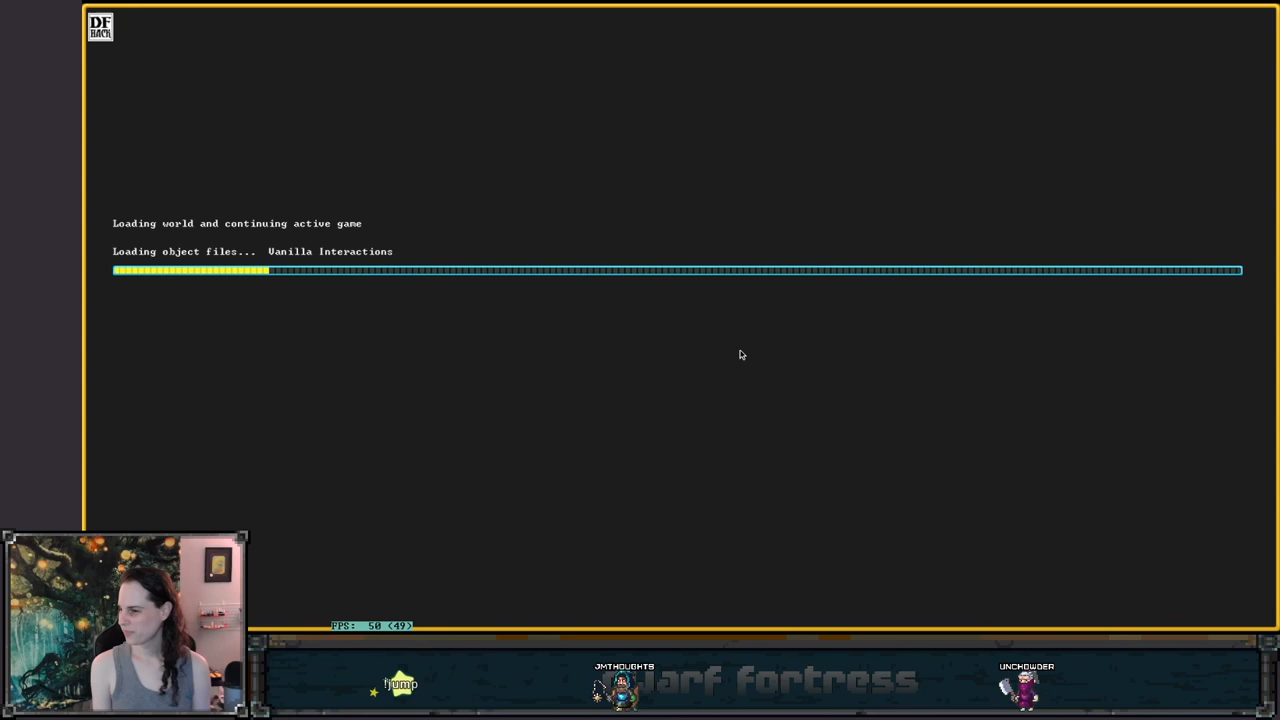 DF
HACK
Loading world and continuing active game
Loading object files... Vanilla Interactions
FPS: 50 (49)
!jump
JMTHOUGHTS
UNCHOWDER
dwarf fortress